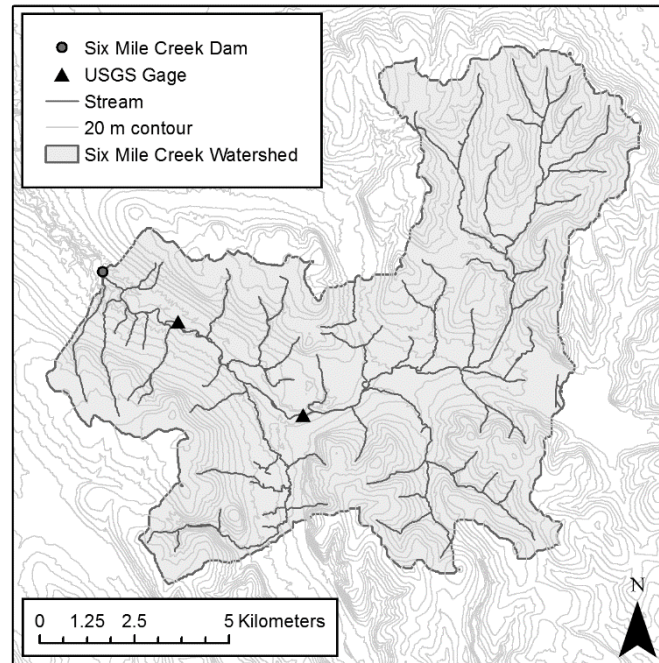 Six Mile Creek Dam
USGS Gage
Stream
20 m contour
Six Mile Creek Watershed
N
0 1.25 2.5 5 Kilometers